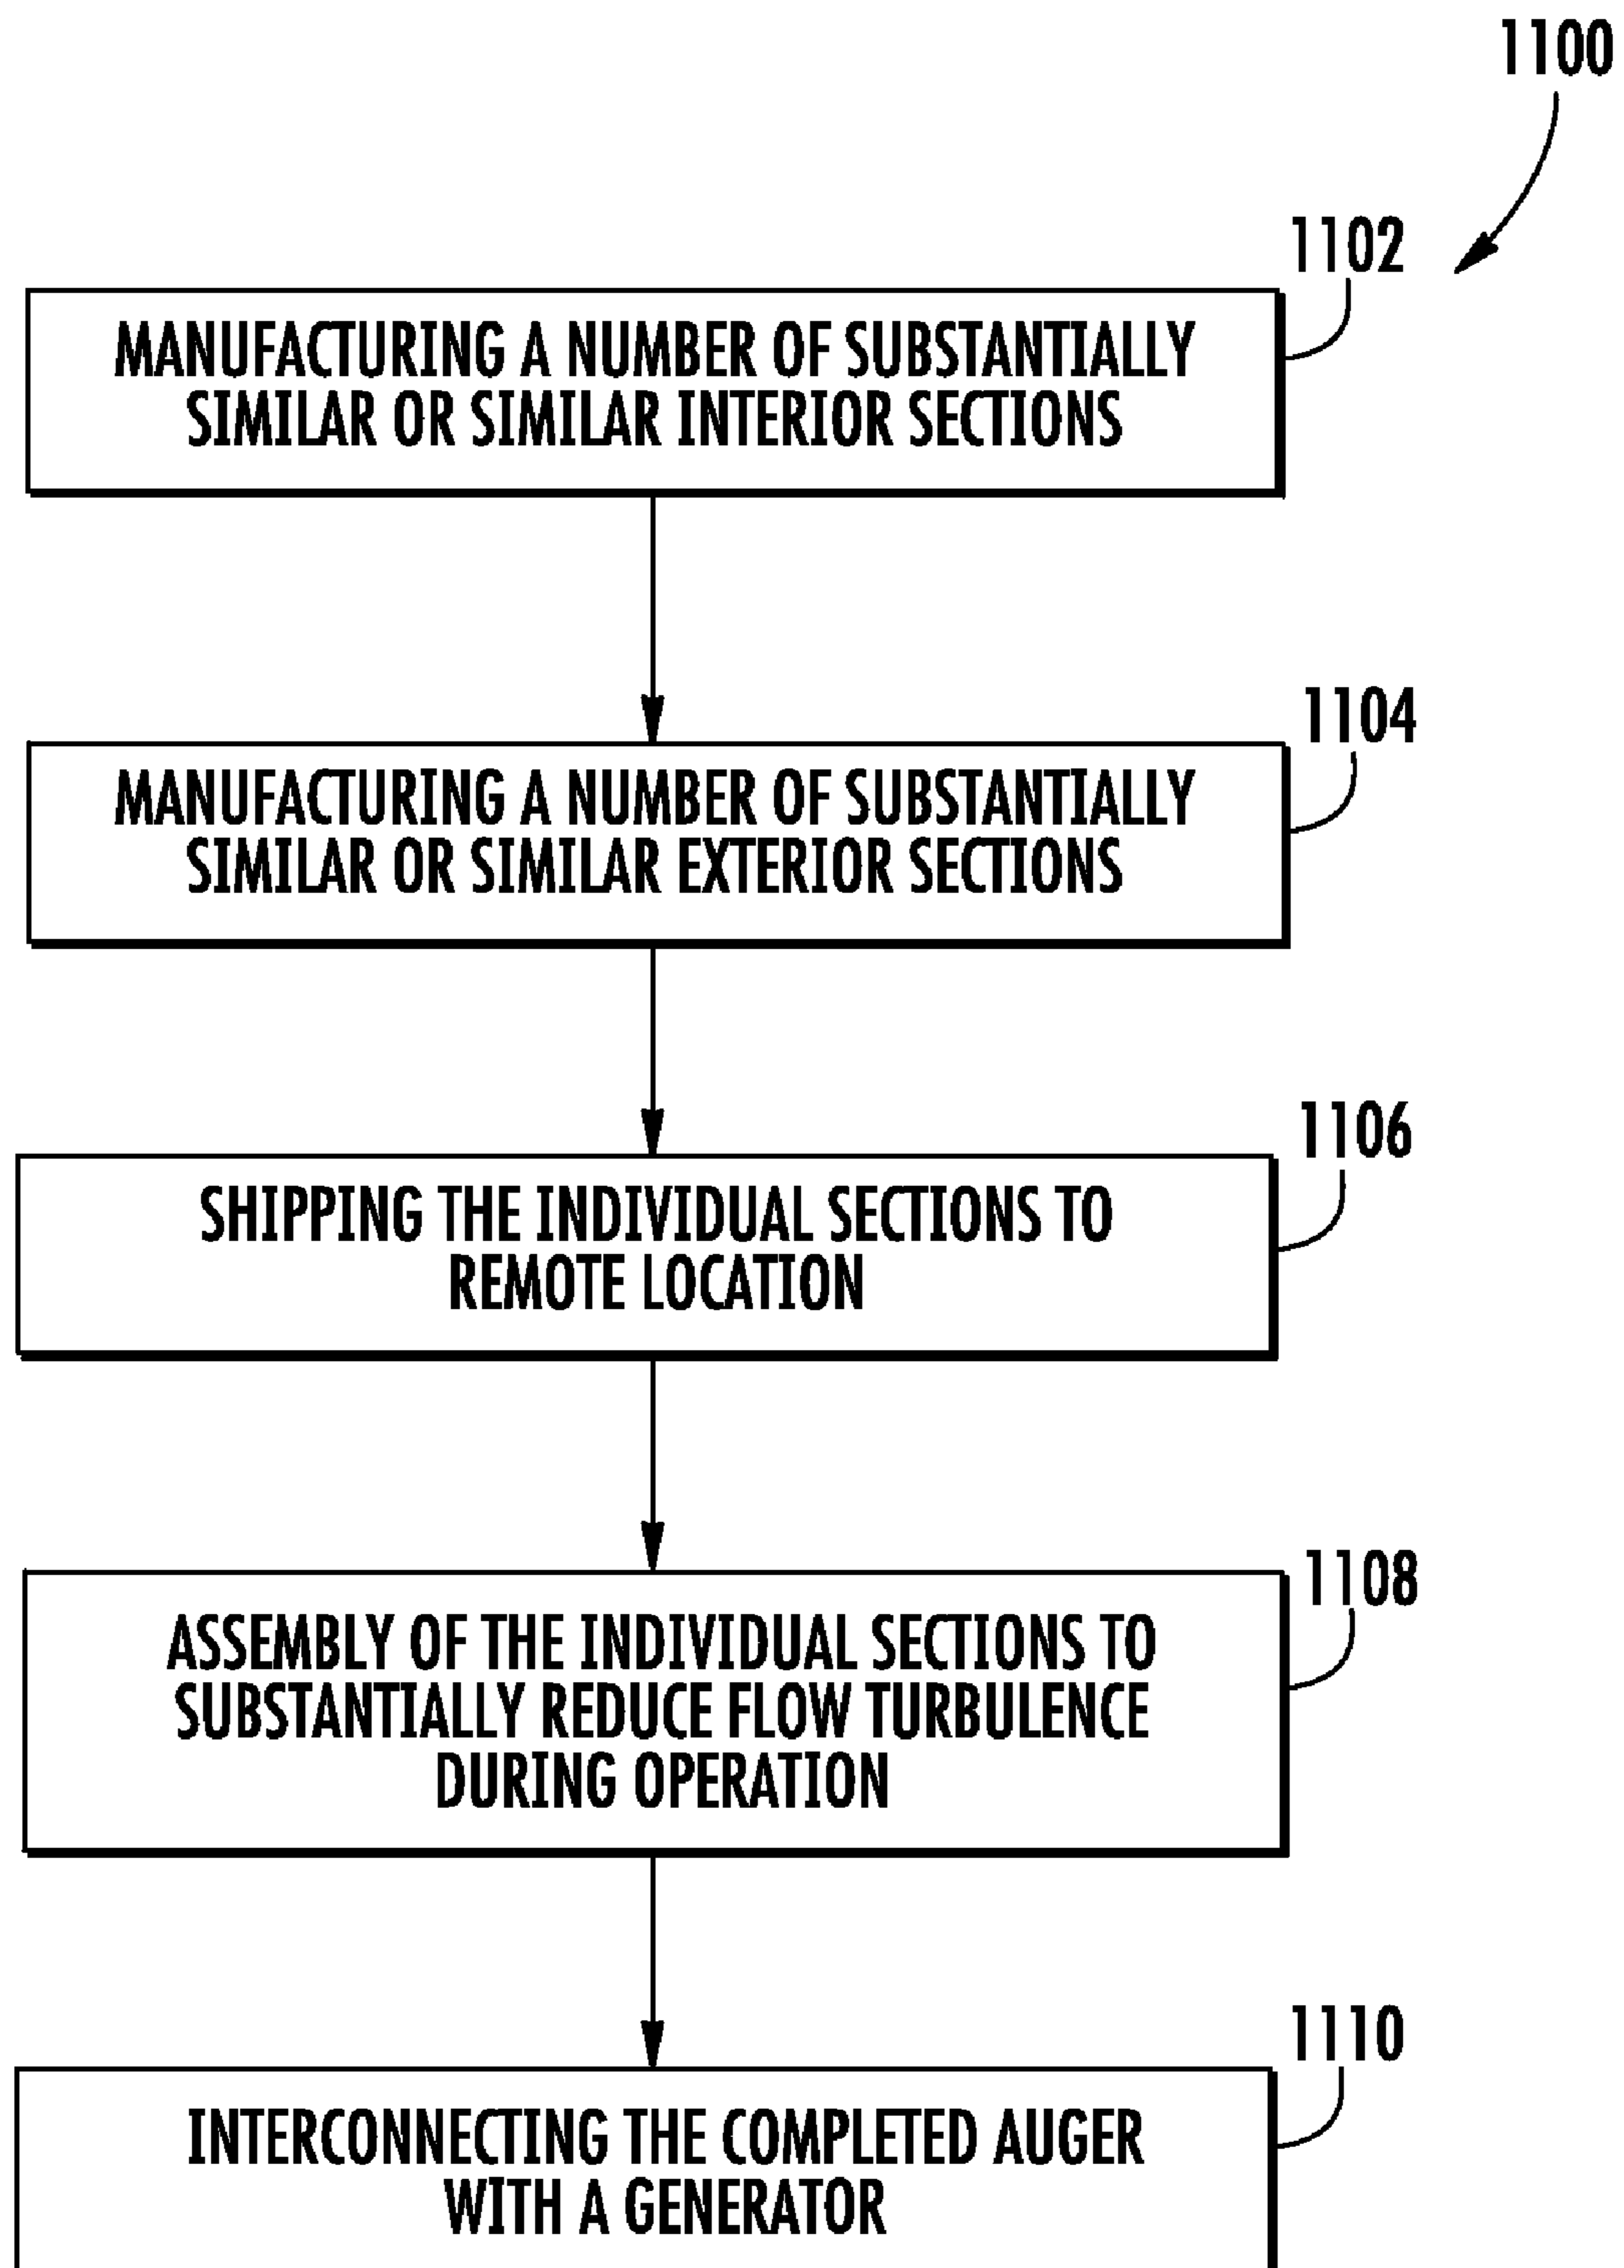 1100
1102
MANUFACTURING A NUMBER OF SUBSTANTIALLY
SIMILAR OR SIMILAR INTERIOR SECTIONS
1104
MANUFACTURING A NUMBER OF SUBSTANTIALLY
SIMILAR OR SIMILAR EXTERIOR SECTIONS
1106
SHIPPING THE INDIVIDUAL SECTIONS TO
REMOTE LOCATION
1108
ASSEMBLY OF THE INDIVIDUAL SECTIONS TO
SUBSTANTIALLY REDUCE FLOW TURBULENCE
DURING OPERATION
1110
INTERCONNECTING THE COMPLETED AUGER
WITH A GENERATOR